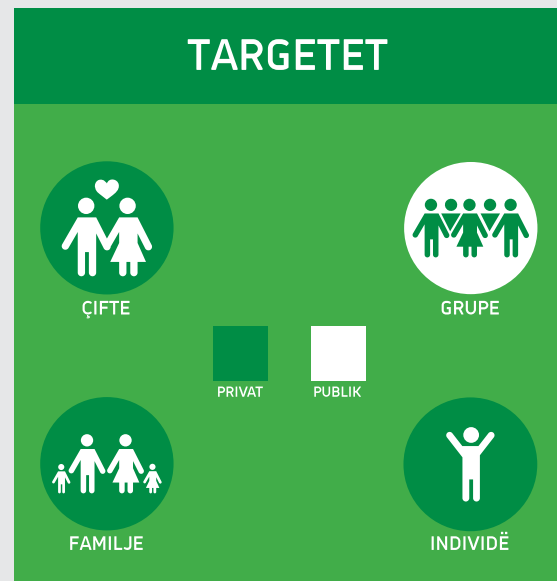 TARGETET
ÇIFTE
GRUPE
PRIVAT
PUBLIK
FAMILJE
INDIVIDË